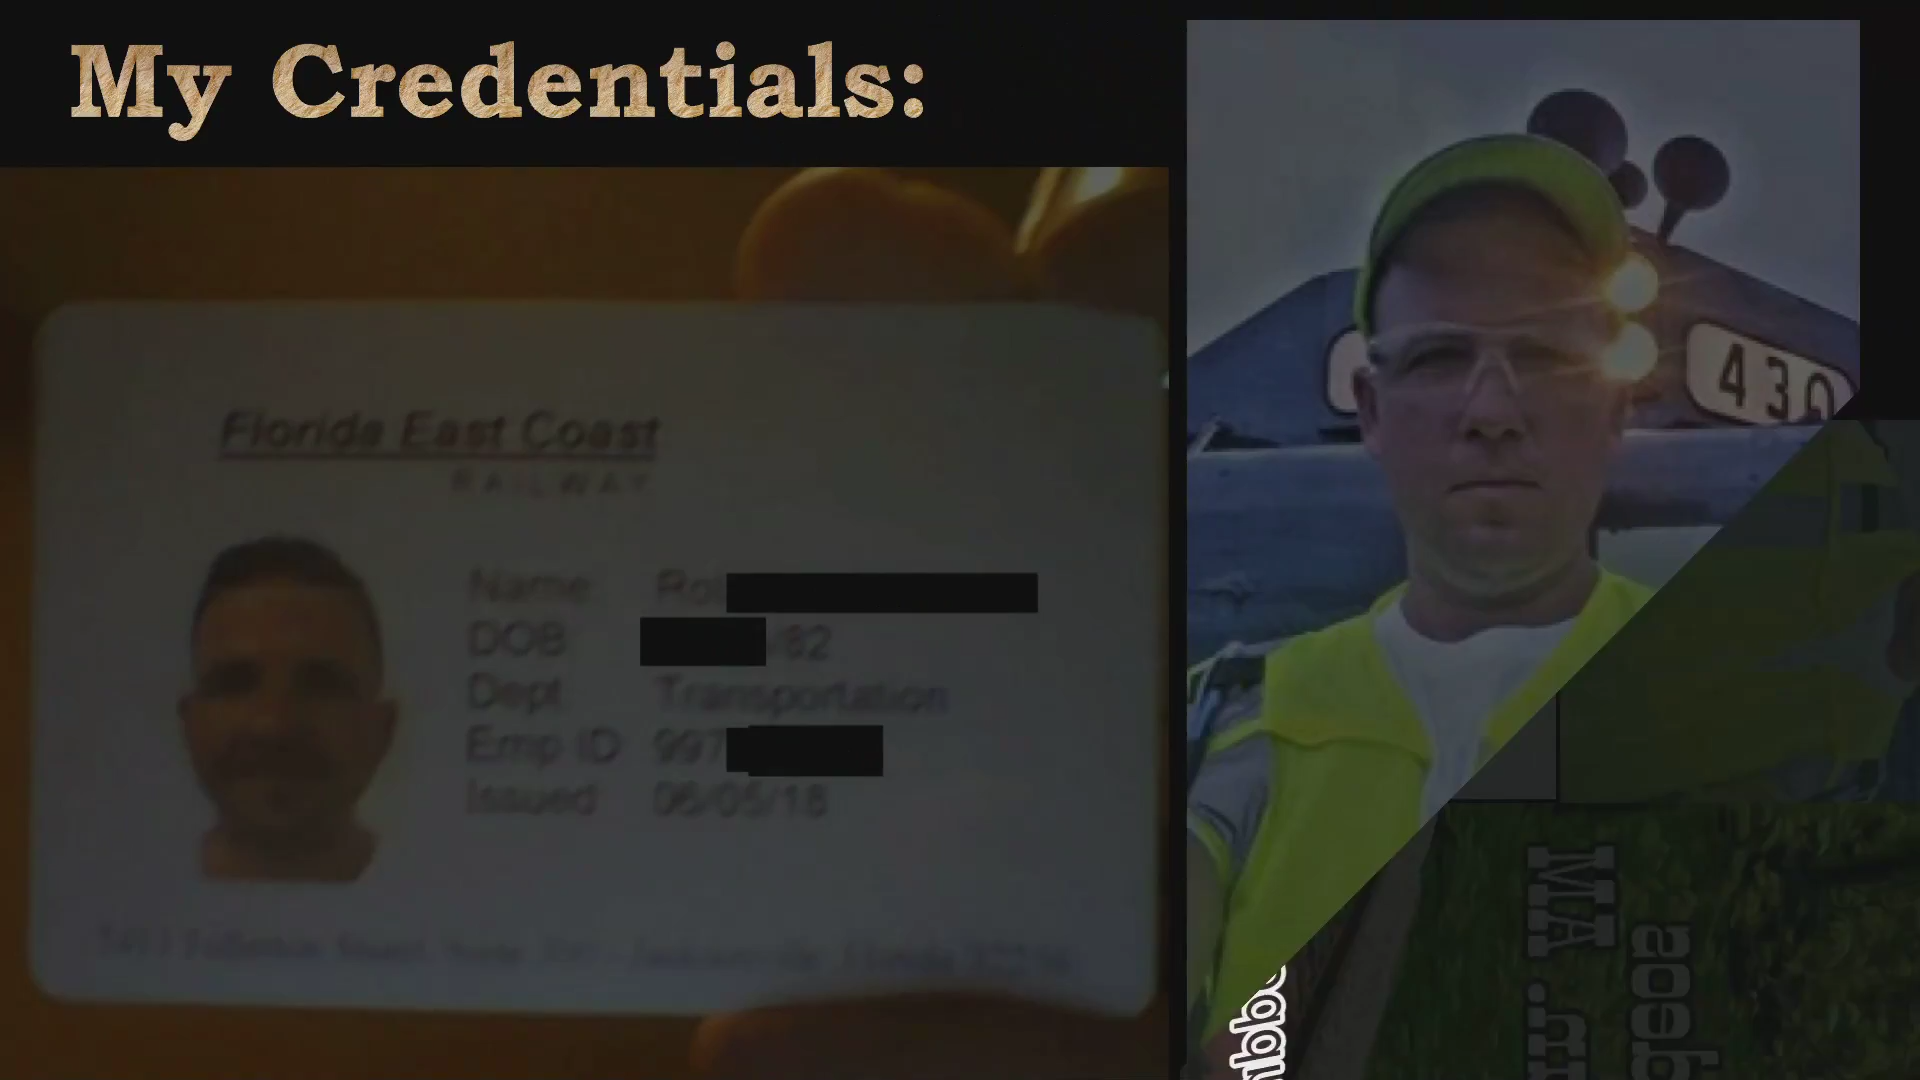 My Credentials:
Florida East Coast
RAILWAY
Name Ro
DOB /82
Dept Transportation
Emp ID 997
Issued 06/05/18
430